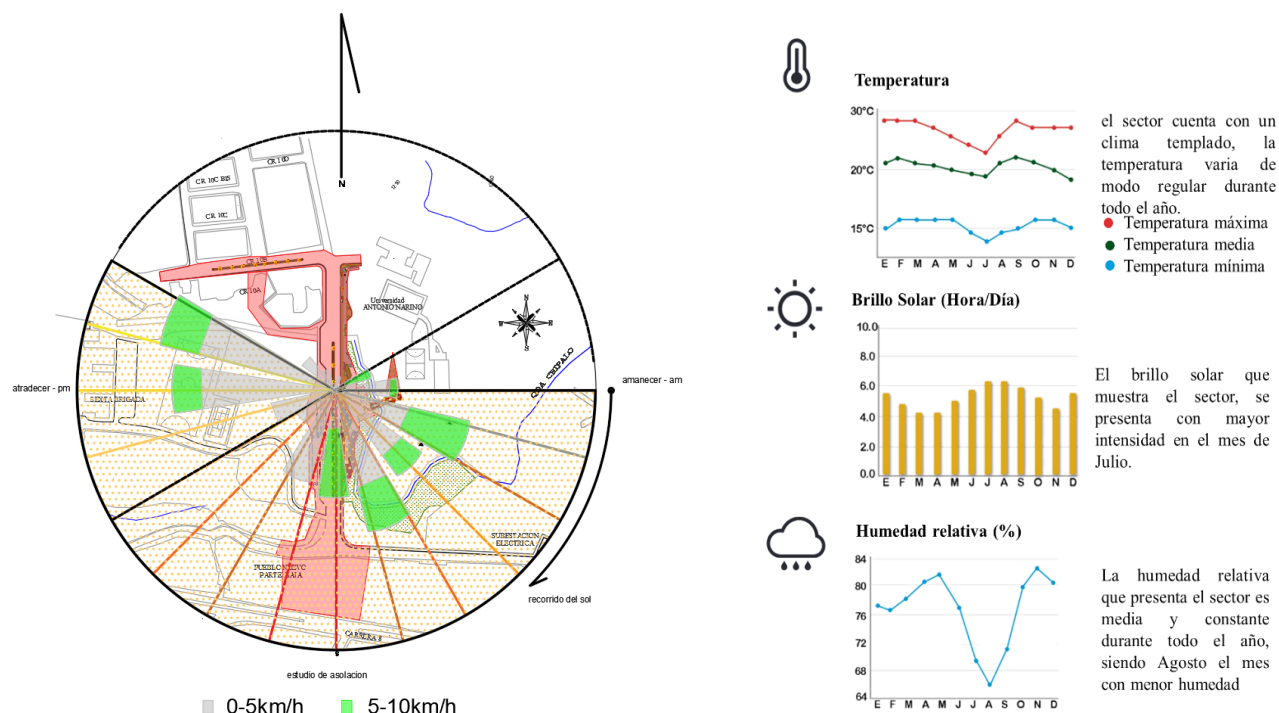 N
CR 10D
CR 10C BIS
CR 10C
CR 10B
CR 10A
12.50
Universidad
ANTONIO NARIÑO
N
S
QDA CHIPALO
atradecer - pm
amanecer - am
SEXTA BRIGADA
SUBESTACION
ELECTRICA
PUEBLO NUEVO
PARTE BAJA
CARRERA 8
S
recorrido del sol
estudio de asolacion
0-5km/h
5-10km/h
Temperatura
30°C
20°C
15°C
E F M A M J J A S O N D
el sector cuenta con un
clima templado, la
temperatura varia de
modo regular durante
todo el año.
Temperatura máxima
Temperatura media
Temperatura mínima
Brillo Solar (Hora/Día)
10.0
8.0
6.0
4.0
2.0
0.0
E F M A M J J A S O N D
El brillo solar que
muestra el sector, se
presenta con mayor
intensidad en el mes de
Julio.
Humedad relativa (%)
84
80
76
72
68
64
E F M A M J J A S O N D
La humedad relativa
que presenta el sector es
media y constante
durante todo el año,
siendo Agosto el mes
con menor humedad